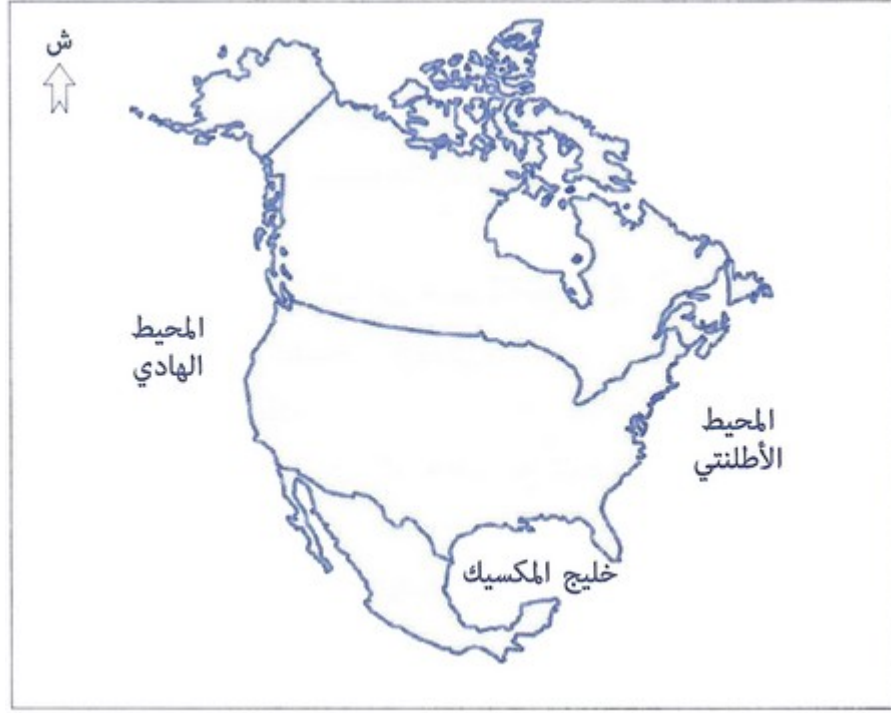 ش
المحيط
الهادي
المحيط
الأطلنتي
خليج المكسيك